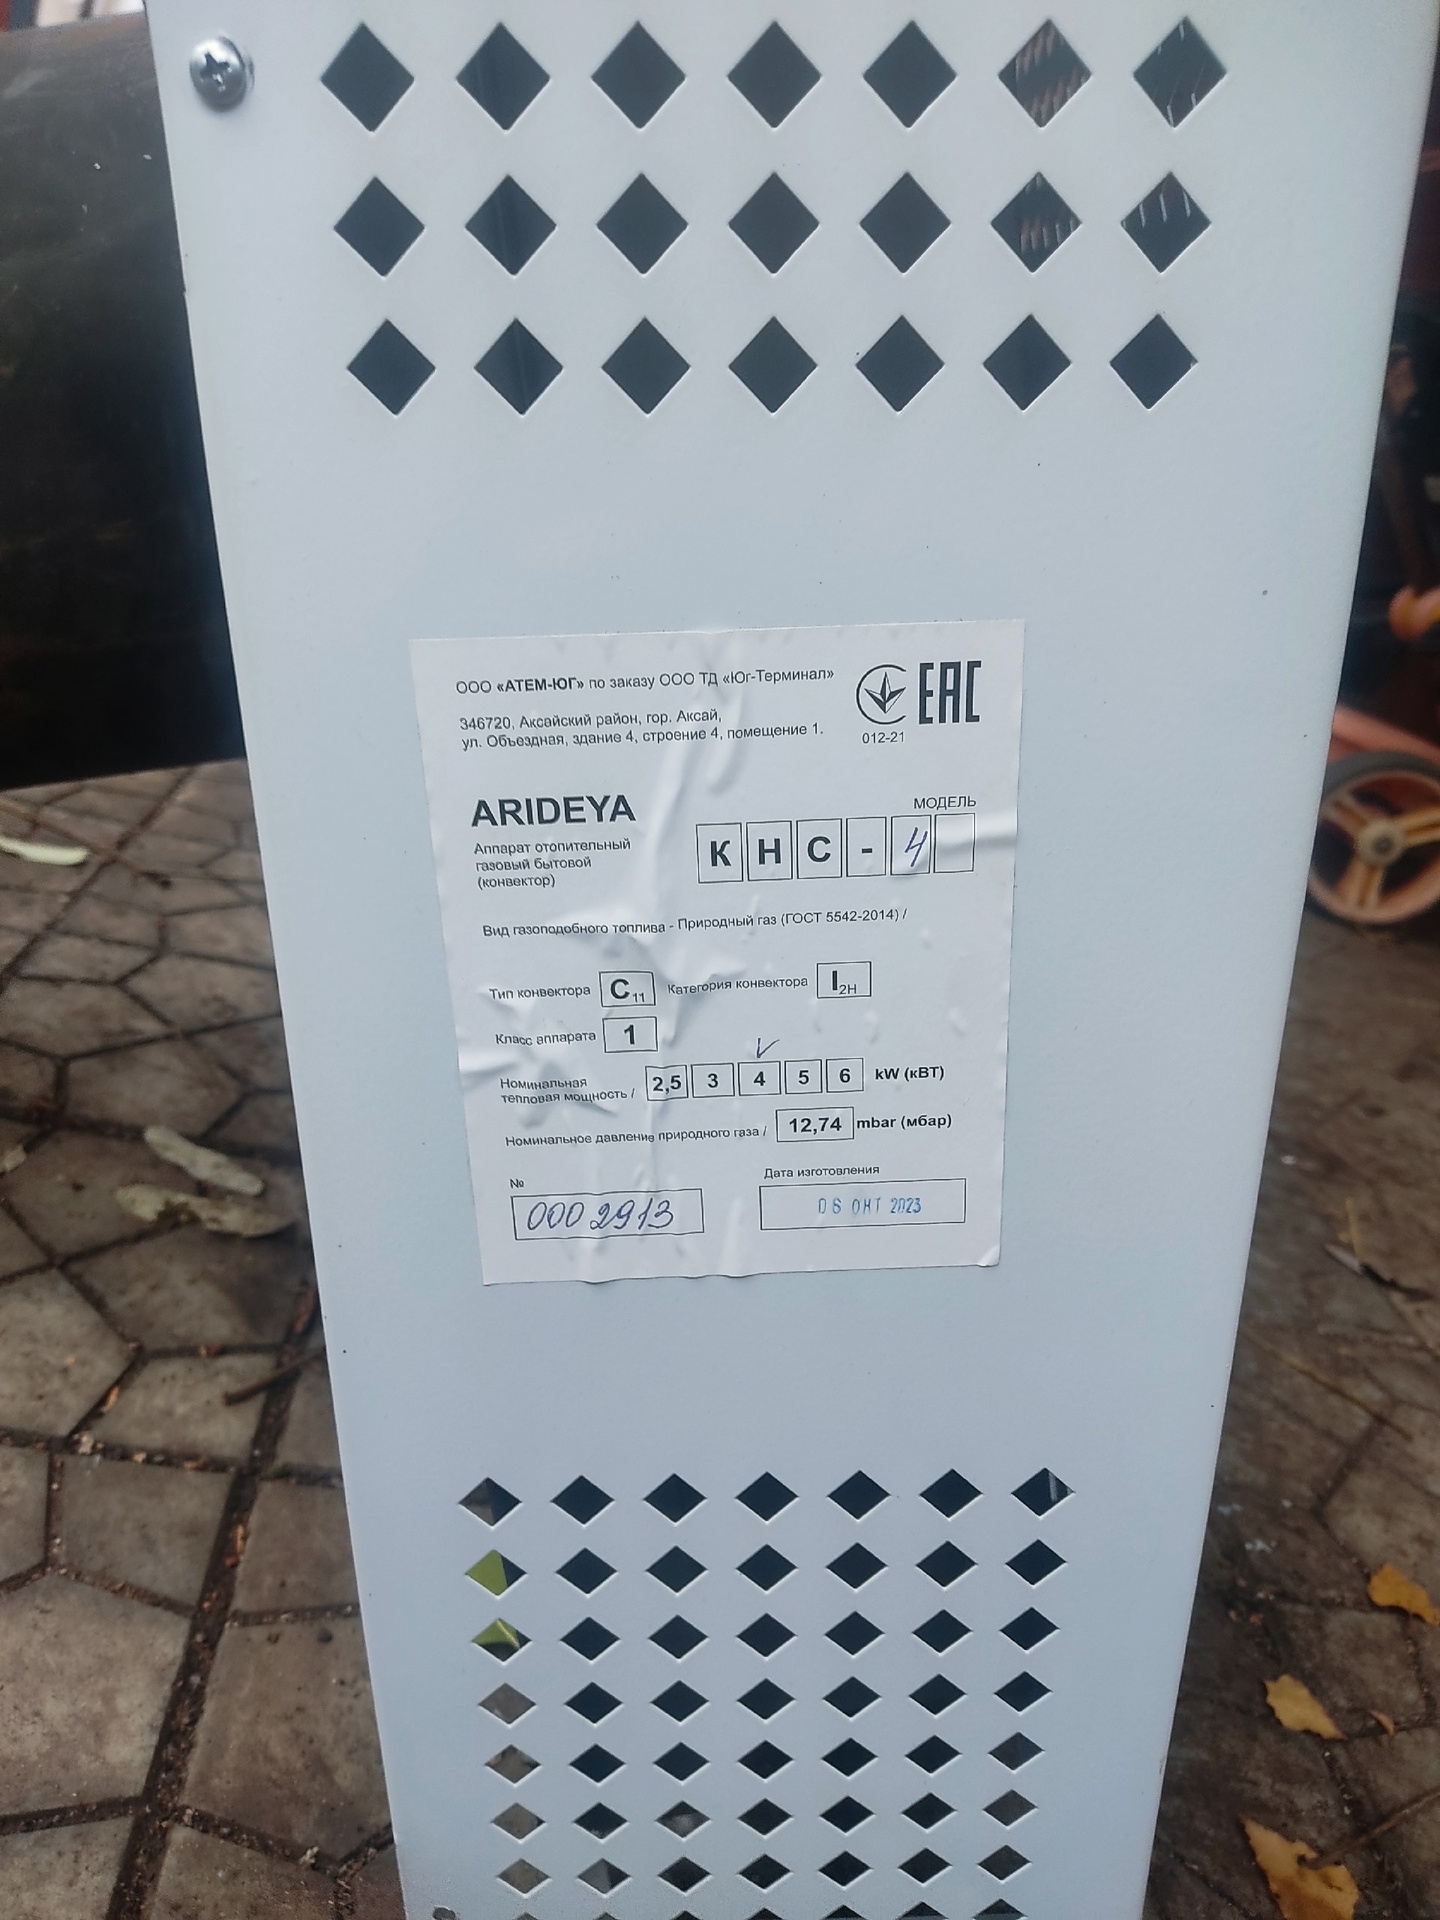 ООО «АТЕМ-ЮГ» по заказу ООО ТД «Юг-Терминал»
EAC
346720, Аксайский район, гор. Аксай,
ул. Объездная, здание 4, строение 4, помещение 1.
012-21
ARIDEYA
МОДЕЛЬ
Аппарат отопительный
газовый бытовой
(конвектор)
К Н С - 4
Вид газоподобного топлива - Природный газ (ГОСТ 5542-2014) /
Тип конвектора C11 Категория конвектора I2H
Класс аппарата 1
Номинальная
тепловая мощность / 2,5 3 4 5 6 kW (кВТ)
Номинальное давление природного газа / 12,74 mbar (мбар)
№
Дата изготовления
0002913
06 ОКТ 2023